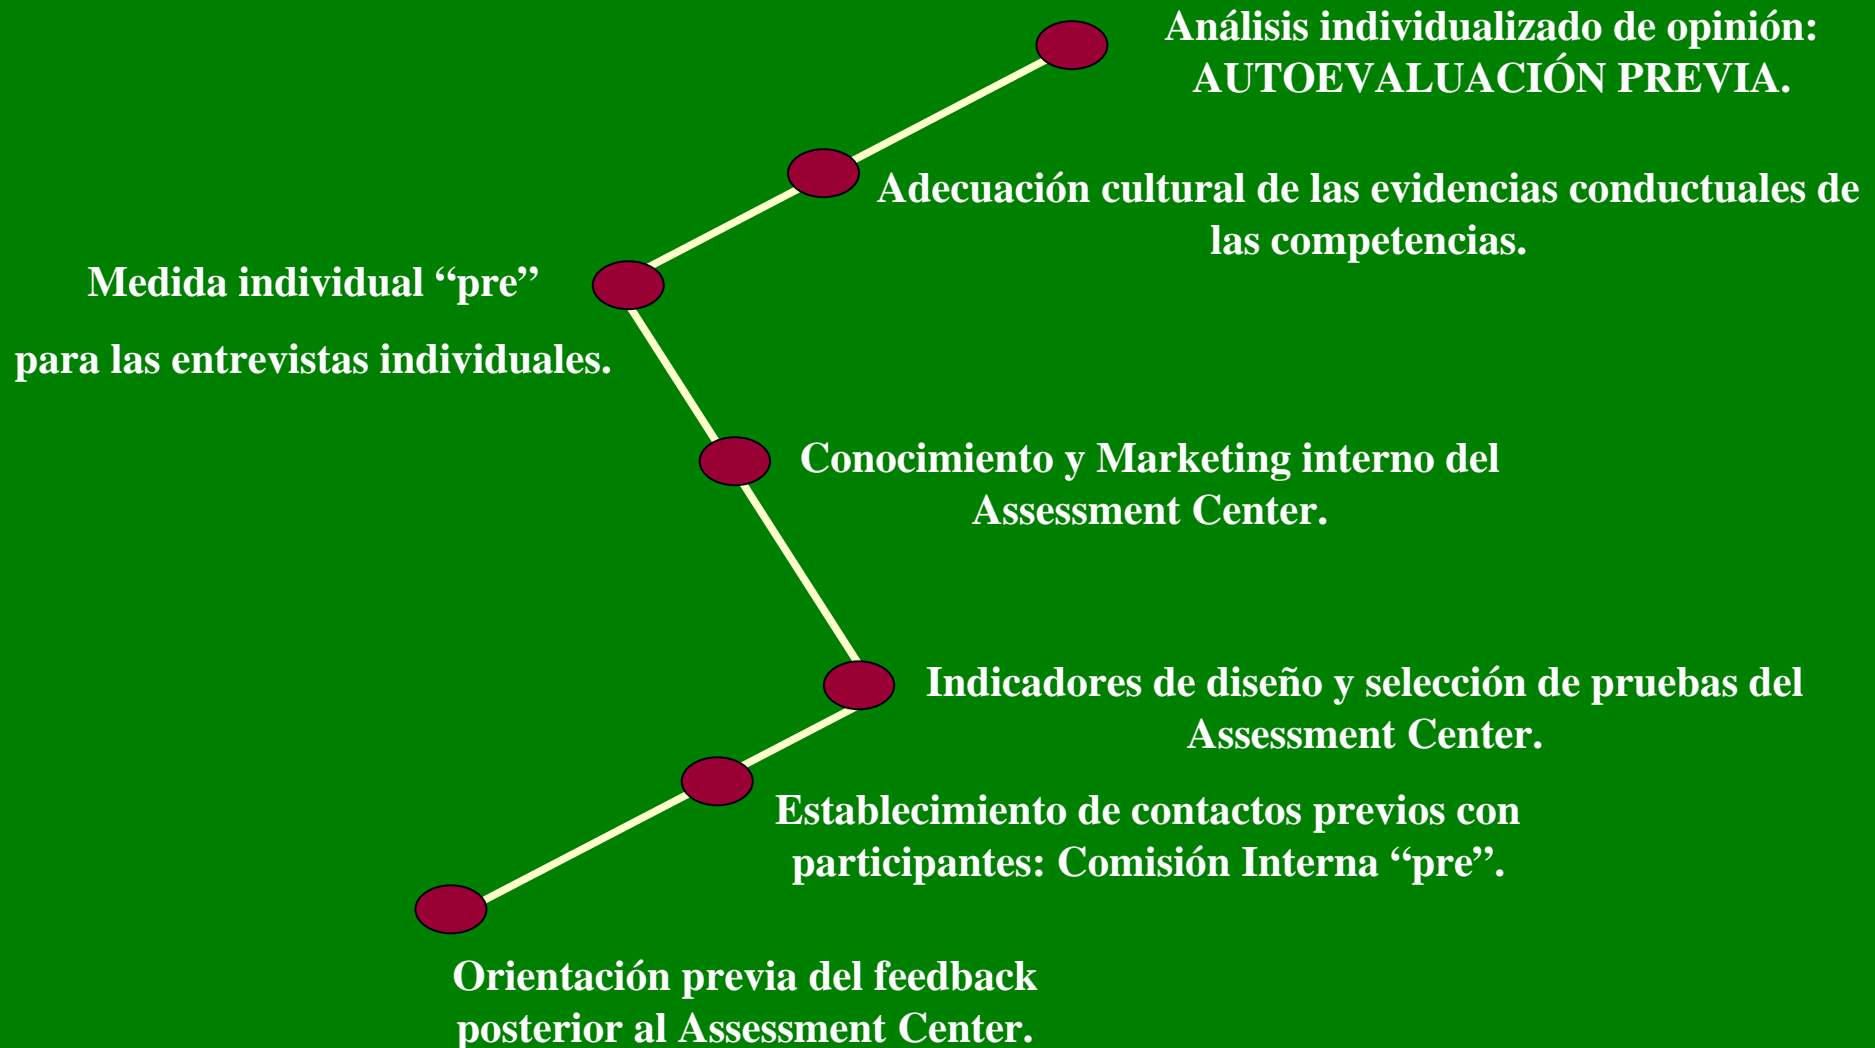 Análisis individualizado de opinión:
AUTOEVALUACIÓN PREVIA.
Adecuación cultural de las evidencias conductuales de
las competencias.
Medida individual “pre”
para las entrevistas individuales.
Conocimiento y Marketing interno del
Assessment Center.
Indicadores de diseño y selección de pruebas del
Assessment Center.
Establecimiento de contactos previos con
participantes: Comisión Interna “pre”.
Orientación previa del feedback
posterior al Assessment Center.